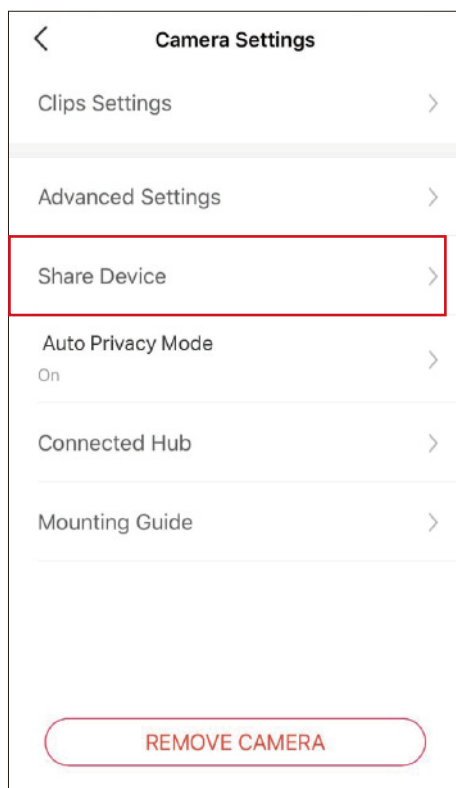 Camera Settings
Clips Settings
Advanced Settings
Share Device
Auto Privacy Mode
On
Connected Hub
Mounting Guide
REMOVE CAMERA